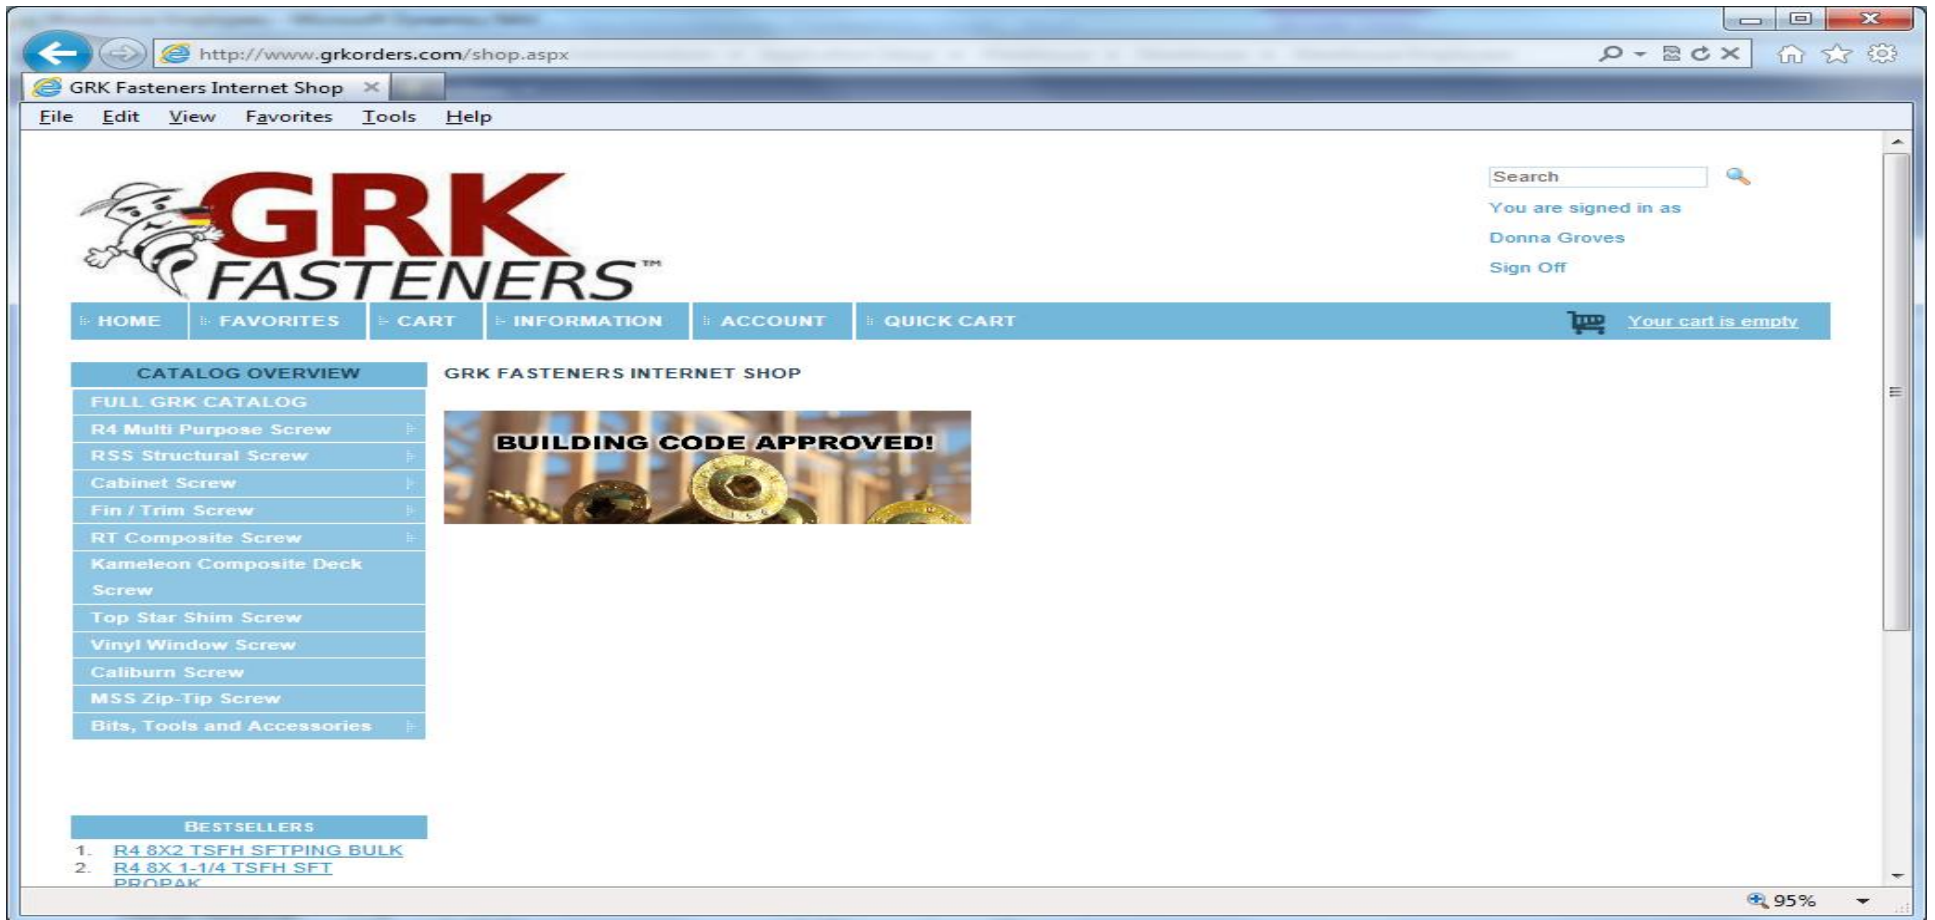 http://www.grkorders.com/shop.aspx
GRK Fasteners Internet Shop
File Edit View Favorites Tools Help
GRK
FASTENERS™
Search
You are signed in as
Donna Groves
Sign Off
HOME FAVORITES CART INFORMATION ACCOUNT QUICK CART Your cart is empty
CATALOG OVERVIEW
FULL GRK CATALOG
R4 Multi Purpose Screw
RSS Structural Screw
Cabinet Screw
Fin / Trim Screw
RT Composite Screw
Kameleon Composite Deck
Screw
Top Star Shim Screw
Vinyl Window Screw
Caliburn Screw
MSS Zip-Tip Screw
Bits, Tools and Accessories
GRK FASTENERS INTERNET SHOP
BUILDING CODE APPROVED!
BESTSELLERS
1. R4 8X2 TSFH SFTPING BULK
2. R4 8X 1-1/4 TSFH SFT
PROPAK
95%